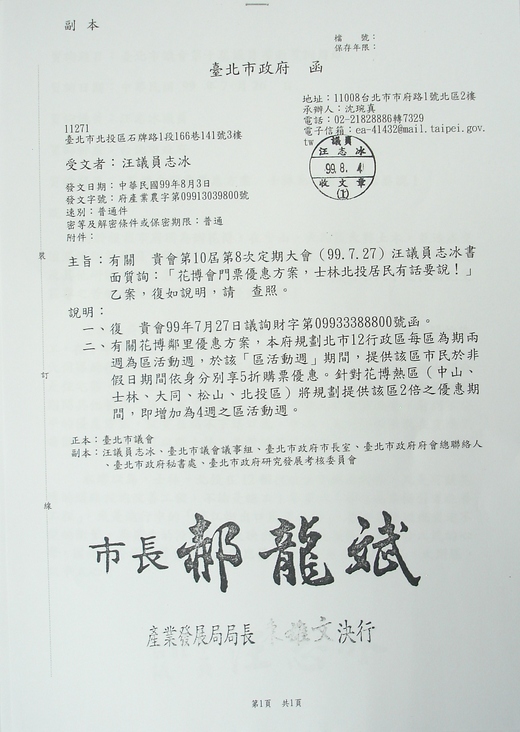 副 本
檔 號：
保存年限：
臺北市政府 函
地址：11008台北市市府路1號北區2樓
承辦人：沈琬真
電話：02-21828886轉7329
電子信箱：ea-41432@mail.taipei.gov.
tw
11271
臺北市北投區石牌路1段166巷141號3樓
受文者：汪議員志冰
議員
汪志冰
99.8.4
收文章
(1)
發文日期：中華民國99年8月3日
發文字號：府產業農字第09913039800號
速別：普通件
密等及解密條件或保密期限：普通
附件：
主旨：有關 貴會第10屆第8次定期大會（99.7.27）汪議員志冰書
面質詢：「花博會門票優惠方案，士林北投居民有話要說！」
乙案，復如說明，請 查照。
說明：
一、復 貴會99年7月27日議詢財字第09933388800號函。
二、有關花博鄰里優惠方案，本府規劃北市12行政區每區為期兩
週為區活動週，於該「區活動週」期間，提供該區市民於非
假日期間依身分別享5折購票優惠。針對花博熱區（中山、
士林、大同、松山、北投區）將規劃提供該區2倍之優惠期
間，即增加為4週之區活動週。
正本：臺北市議會
副本：汪議員志冰、臺北市議會議事組、臺北市政府市長室、臺北市政府府會總聯絡人
、臺北市政府秘書處、臺北市政府研究發展考核委員會
裝
訂
線
市長 郝龍斌
產業發展局局長 雄文決行
第1頁 共1頁